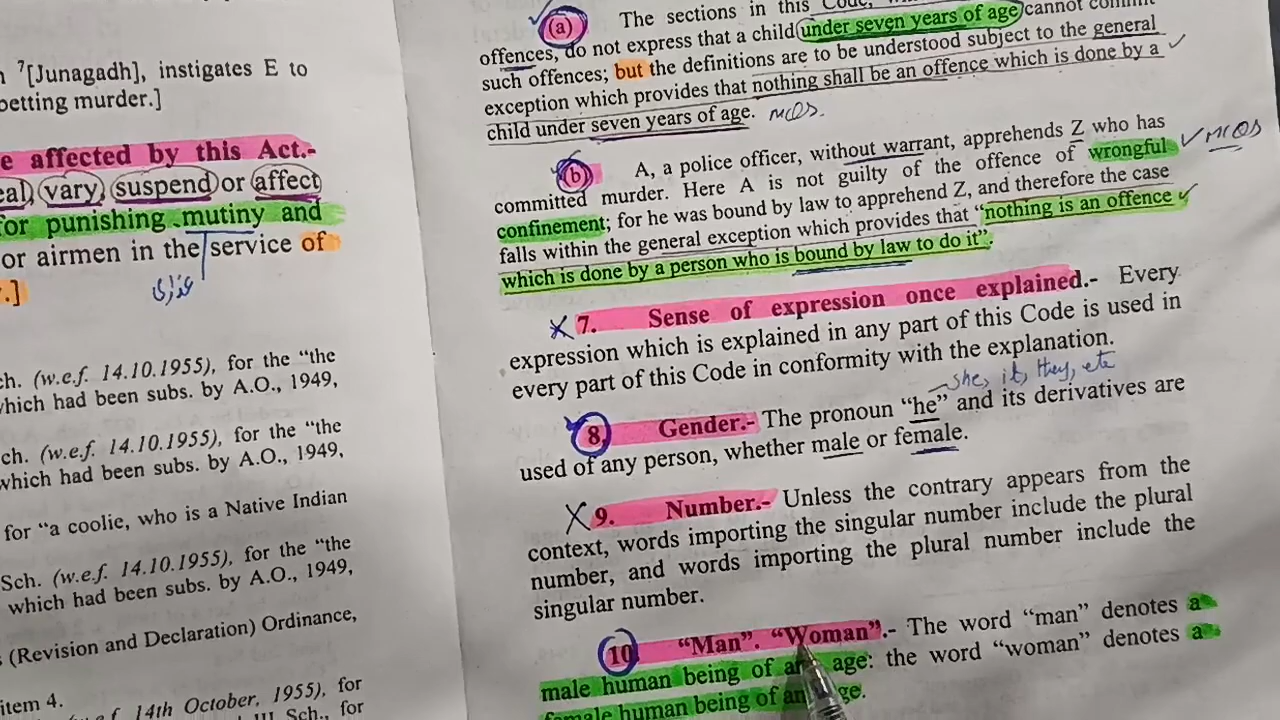 ⁷[Junagadh], instigates E to
petting murder.]
e affected by this Act.-
eal, vary, suspend or affect
for punishing mutiny and
or airmen in the service of
.]
ch. (w.e.f. 14.10.1955), for the "the
which had been subs. by A.O., 1949,
ch. (w.e.f. 14.10.1955), for the "the
which had been subs. by A.O., 1949,
for "a coolie, who is a Native Indian
Sch. (w.e.f. 14.10.1955), for the "the
which had been subs. by A.O., 1949,
(Revision and Declaration) Ordinance,
item 4.
14th October, 1955), for
Sch., for
(a) The sections in this Code,
offences, do not express that a child under seven years of age cannot commit
such offences; but the definitions are to be understood subject to the general
exception which provides that nothing shall be an offence which is done by a
child under seven years of age. MCQs.
(b) A, a police officer, without warrant, apprehends Z who has
committed murder. Here A is not guilty of the offence of wrongful MCQs
confinement; for he was bound by law to apprehend Z, and therefore the case
falls within the general exception which provides that "nothing is an offence
which is done by a person who is bound by law to do it".
7. Sense of expression once explained.- Every
expression which is explained in any part of this Code is used in
every part of this Code in conformity with the explanation.
she, it, they, etc
8. Gender.- The pronoun "he" and its derivatives are
used of any person, whether male or female.
9. Number.- Unless the contrary appears from the
context, words importing the singular number include the plural
number, and words importing the plural number include the
singular number.
10 "Man". "Woman".- The word "man" denotes a
male human being of any age: the word "woman" denotes a
female human being of any age.